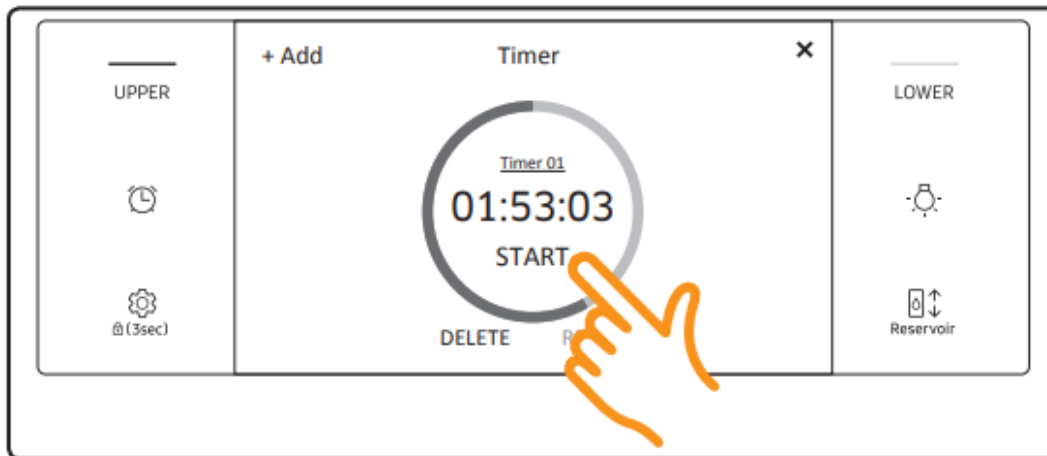 + Add
Timer
×
UPPER
LOWER
Timer 01
01:53:03
START
(3sec)
DELETE
Reservoir